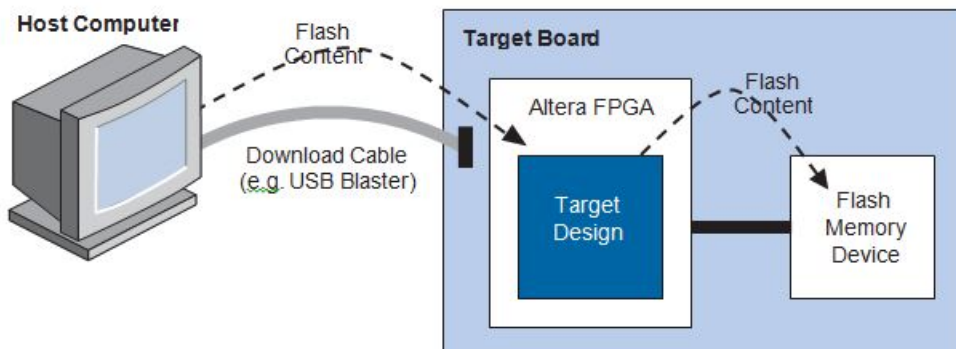 Host Computer
Flash
Content
Download Cable
(e.g. USB Blaster)
Target Board
Altera FPGA
Target
Design
Flash
Content
Flash
Memory
Device